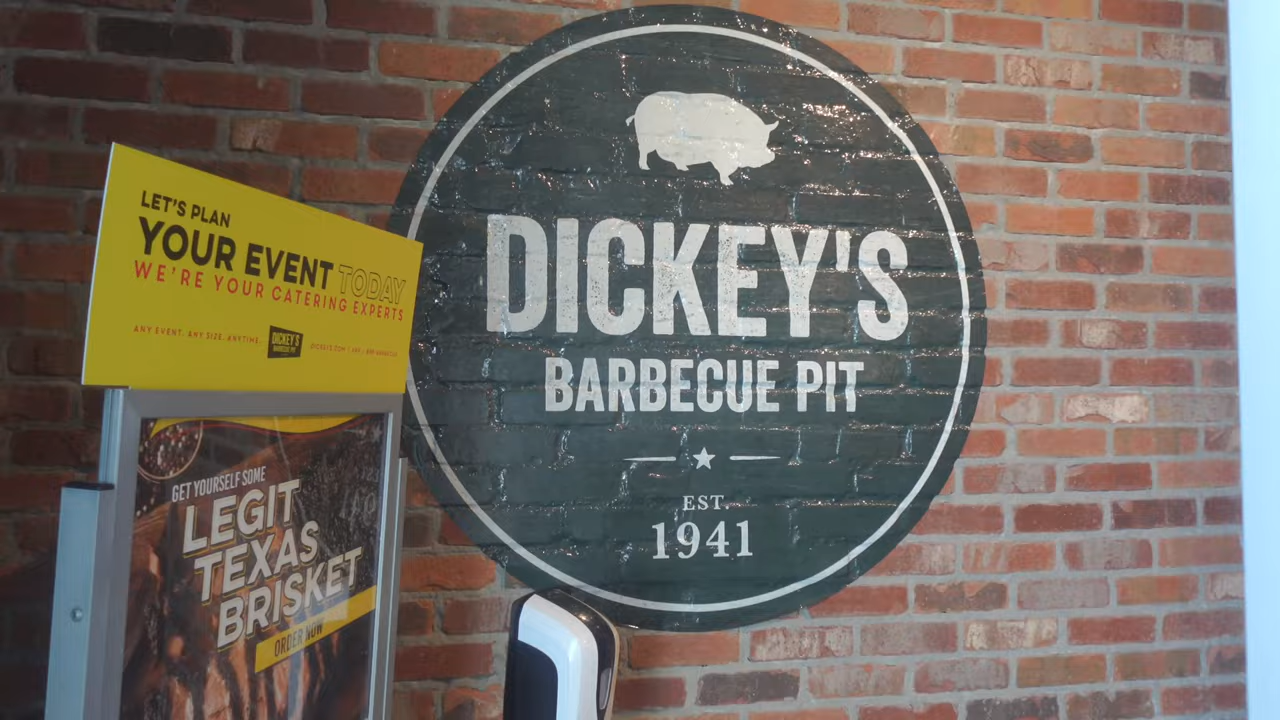 LET'S PLAN
YOUR EVENT TODAY
WE'RE YOUR CATERING EXPERTS
ANY EVENT. ANY SIZE. ANYTIME.
DICKEY'S
BARBECUE PIT
GET YOURSELF SOME
LEGIT
TEXAS
BRISKET
ORDER NOW
DICKEY'S
BARBECUE PIT
EST.
1941